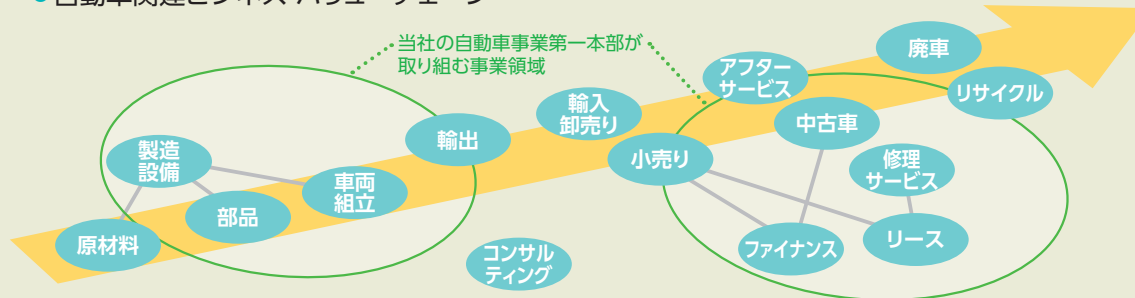 自動車関連ビジネス・バリューチェーン
当社の自動車事業第一本部が
取り組む事業領域
廃車
アフター
サービス
リサイクル
輸入
卸売り
中古車
輸出
小売り
製造
設備
修理
サービス
車両
組立
部品
原材料
コンサル
ティング
ファイナンス
リース